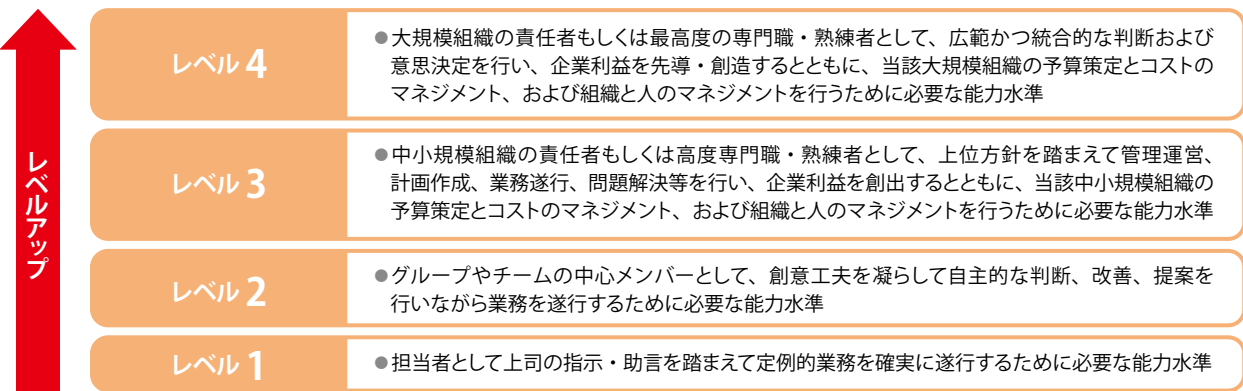 レベルアップ
レベル 4
●大規模組織の責任者もしくは最高度の専門職・熟練者として、広範かつ統合的な判断および
意思決定を行い、企業利益を先導・創造するとともに、当該大規模組織の予算策定とコストの
マネジメント、および組織と人のマネジメントを行うために必要な能力水準
レベル 3
●中小規模組織の責任者もしくは高度専門職・熟練者として、上位方針を踏まえて管理運営、
計画作成、業務遂行、問題解決等を行い、企業利益を創出するとともに、当該中小規模組織の
予算策定とコストのマネジメント、および組織と人のマネジメントを行うために必要な能力水準
レベル 2
●グループやチームの中心メンバーとして、創意工夫を凝らして自主的な判断、改善、提案を
行いながら業務を遂行するために必要な能力水準
レベル 1
●担当者として上司の指示・助言を踏まえて定例的業務を確実に遂行するために必要な能力水準